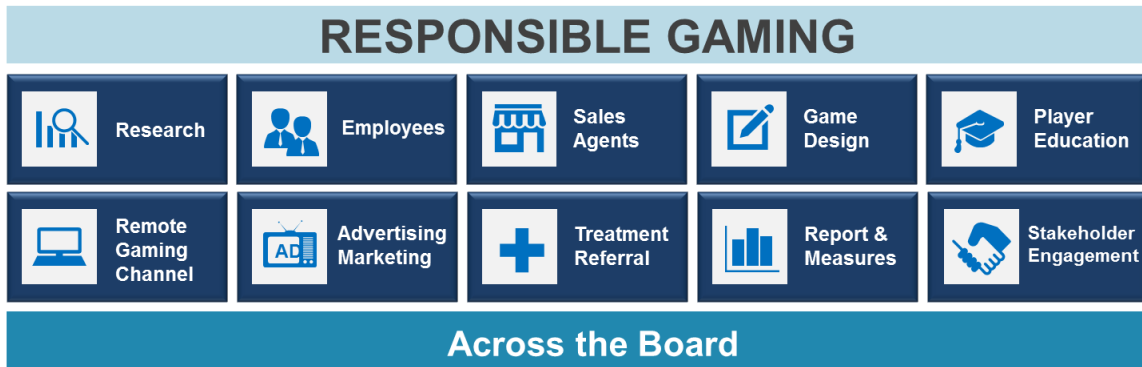 RESPONSIBLE GAMING
Research
Employees
Sales
Agents
Game
Design
Player
Education
Remote
Gaming
Channel
AD
Advertising
Marketing
Treatment
Referral
Report &
Measures
Stakeholder
Engagement
Across the Board